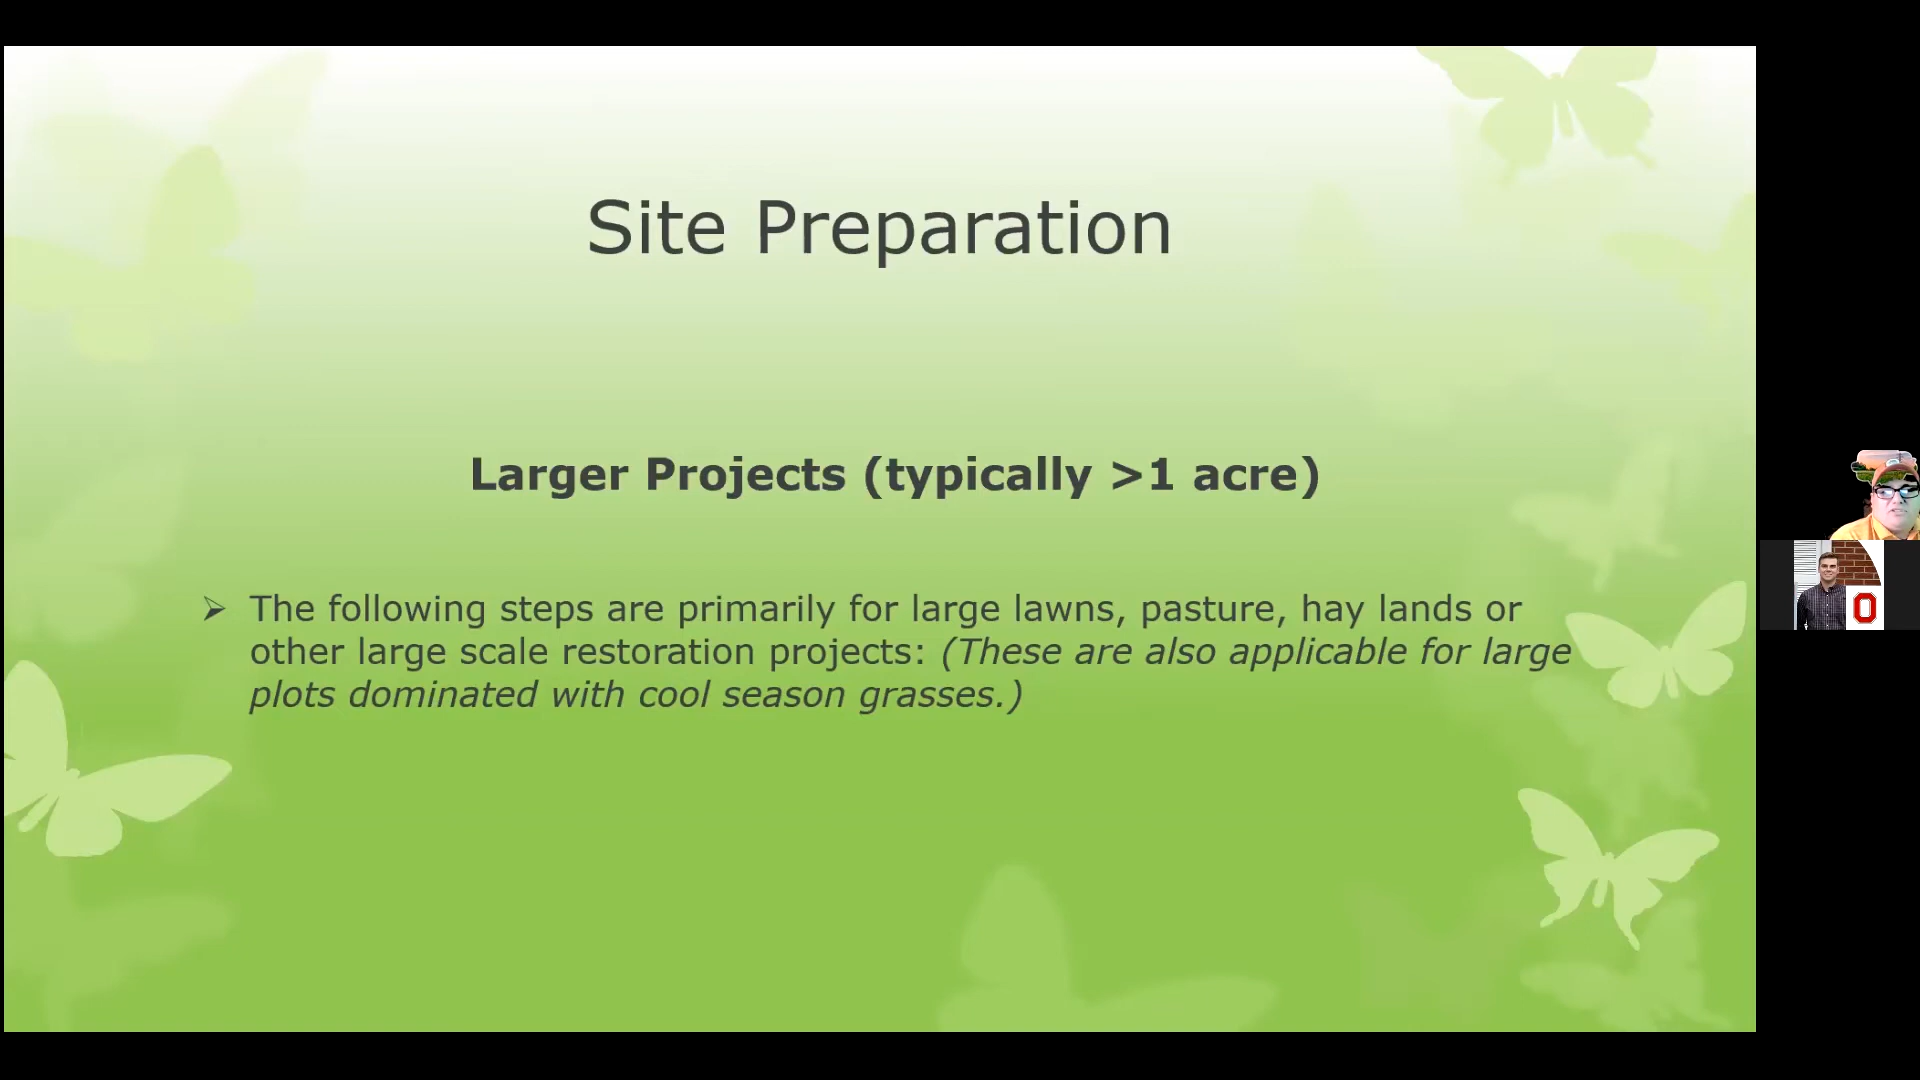 Site Preparation
Larger Projects (typically >1 acre)
➢ The following steps are primarily for large lawns, pasture, hay lands or
other large scale restoration projects: (These are also applicable for large
plots dominated with cool season grasses.)
O